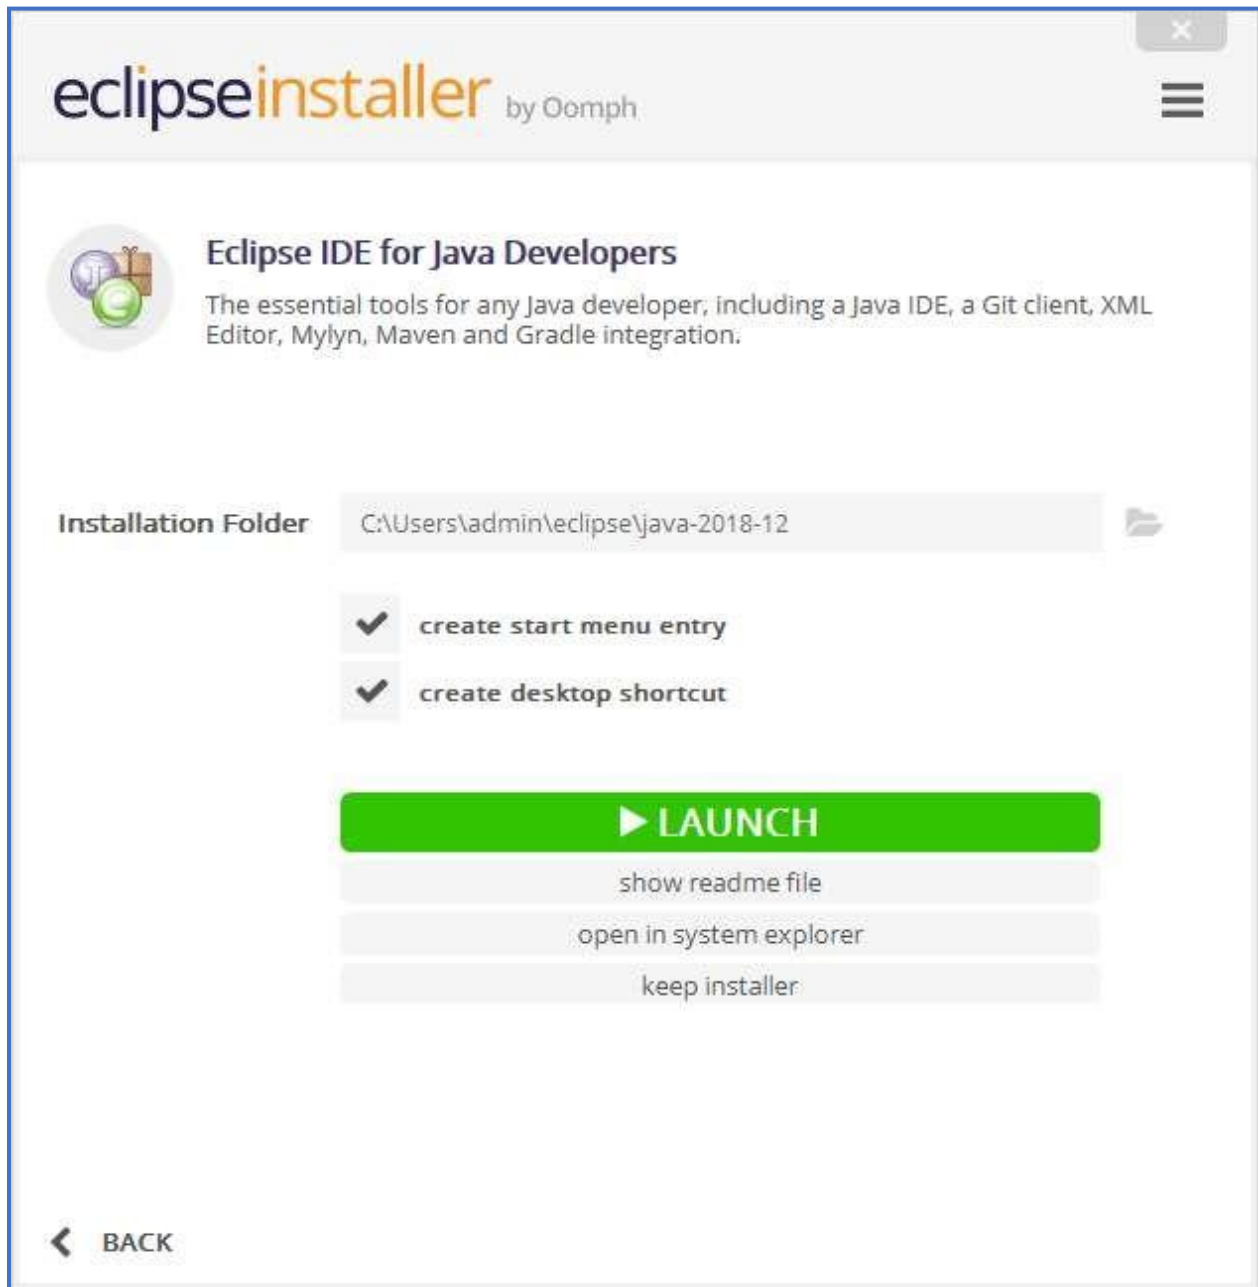 eclipseinstaller by Oomph
Eclipse IDE for Java Developers
The essential tools for any Java developer, including a Java IDE, a Git client, XML
Editor, Mylyn, Maven and Gradle integration.
Installation Folder C:\Users\admin\eclipse\java-2018-12
create start menu entry
create desktop shortcut
LAUNCH
show readme file
open in system explorer
keep installer
BACK